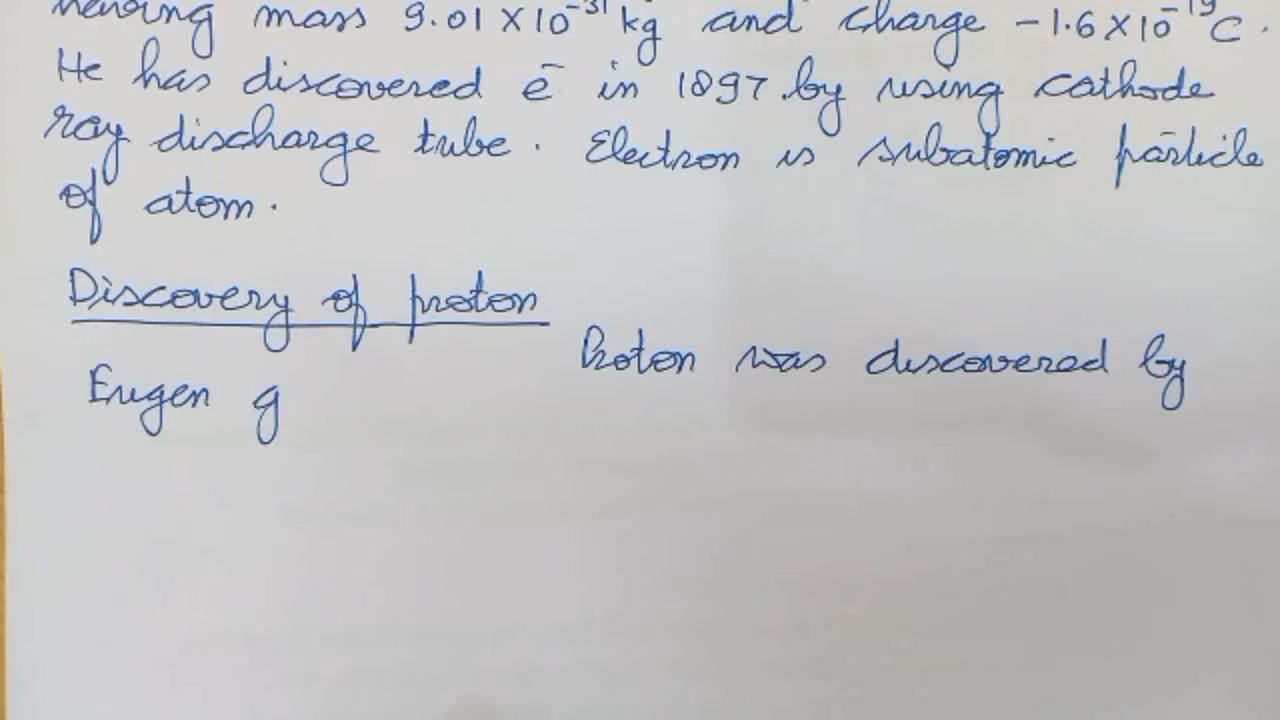 having mass 9.01 × 10⁻³¹ kg and charge -1.6 × 10⁻¹⁹ C.
He has discovered e⁻ in 1897.by using cathode
ray discharge tube. Electron is subatomic particle
of atom.
Discovery of proton
Proton was discovered by
Eugen g